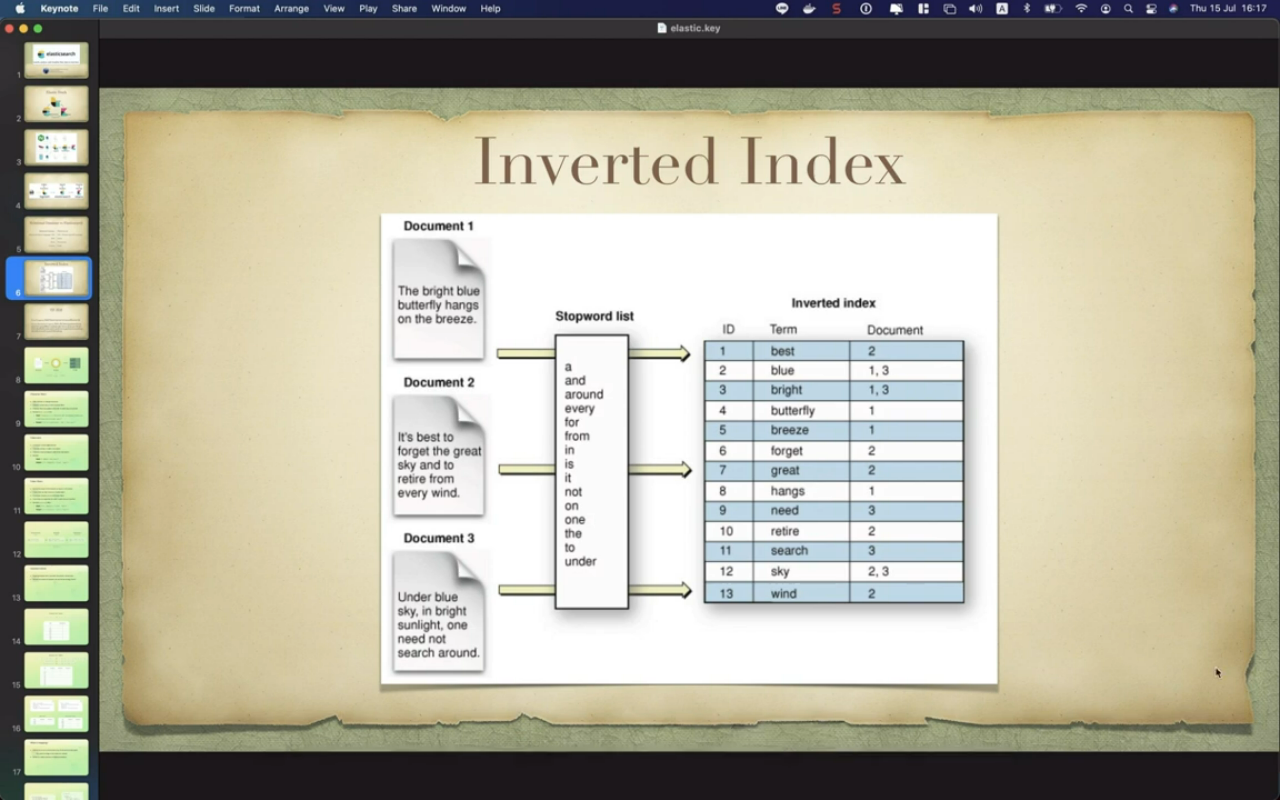 Keynote File Edit Insert Slide Format Arrange View Play Share Window Help
Thu 15 Jul 16:17
elastic.key
1
2
3
4
5
6
7
8
9
10
11
12
13
14
15
16
17
elasticsearch
Inverted Index
Document 1
The bright blue
butterfly hangs
on the breeze.
Document 2
It's best to
forget the great
sky and to
retire from
every wind.
Document 3
Under blue
sky, in bright
sunlight, one
need not
search around.
Stopword list
a
and
around
every
for
from
in
is
it
not
on
one
the
to
under
Inverted index
ID Term Document
1 best 2
2 blue 1, 3
3 bright 1, 3
4 butterfly 1
5 breeze 1
6 forget 2
7 great 2
8 hangs 1
9 need 3
10 retire 2
11 search 3
12 sky 2, 3
13 wind 2